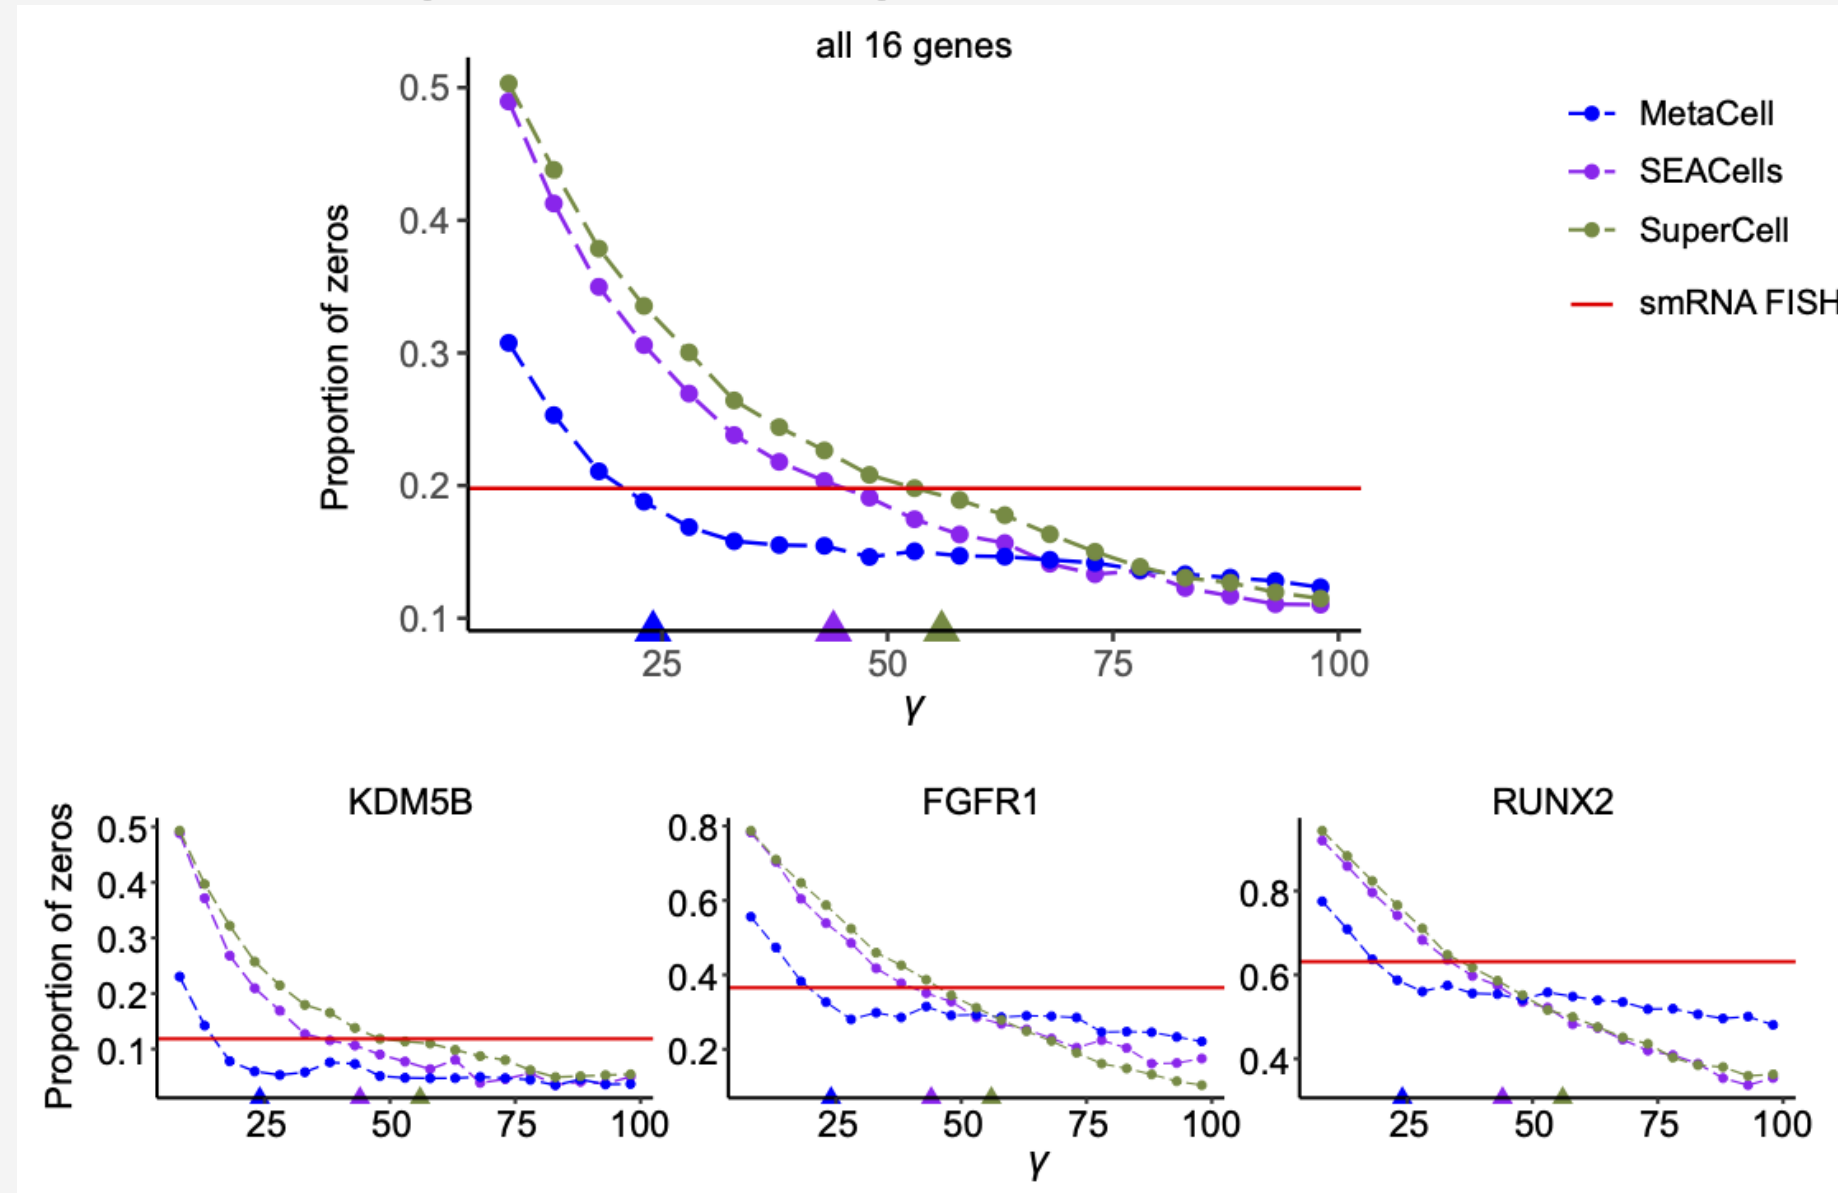 all 16 genes
0.5
0.4
0.3
0.2
0.1
Proportion of zeros
25 50 75 100
γ
MetaCell
SEACells
SuperCell
smRNA FISH
KDM5B
0.5
0.4
0.3
0.2
0.1
Proportion of zeros
25 50 75 100
FGFR1
0.8
0.6
0.4
0.2
25 50 75 100
γ
RUNX2
0.8
0.6
0.4
25 50 75 100